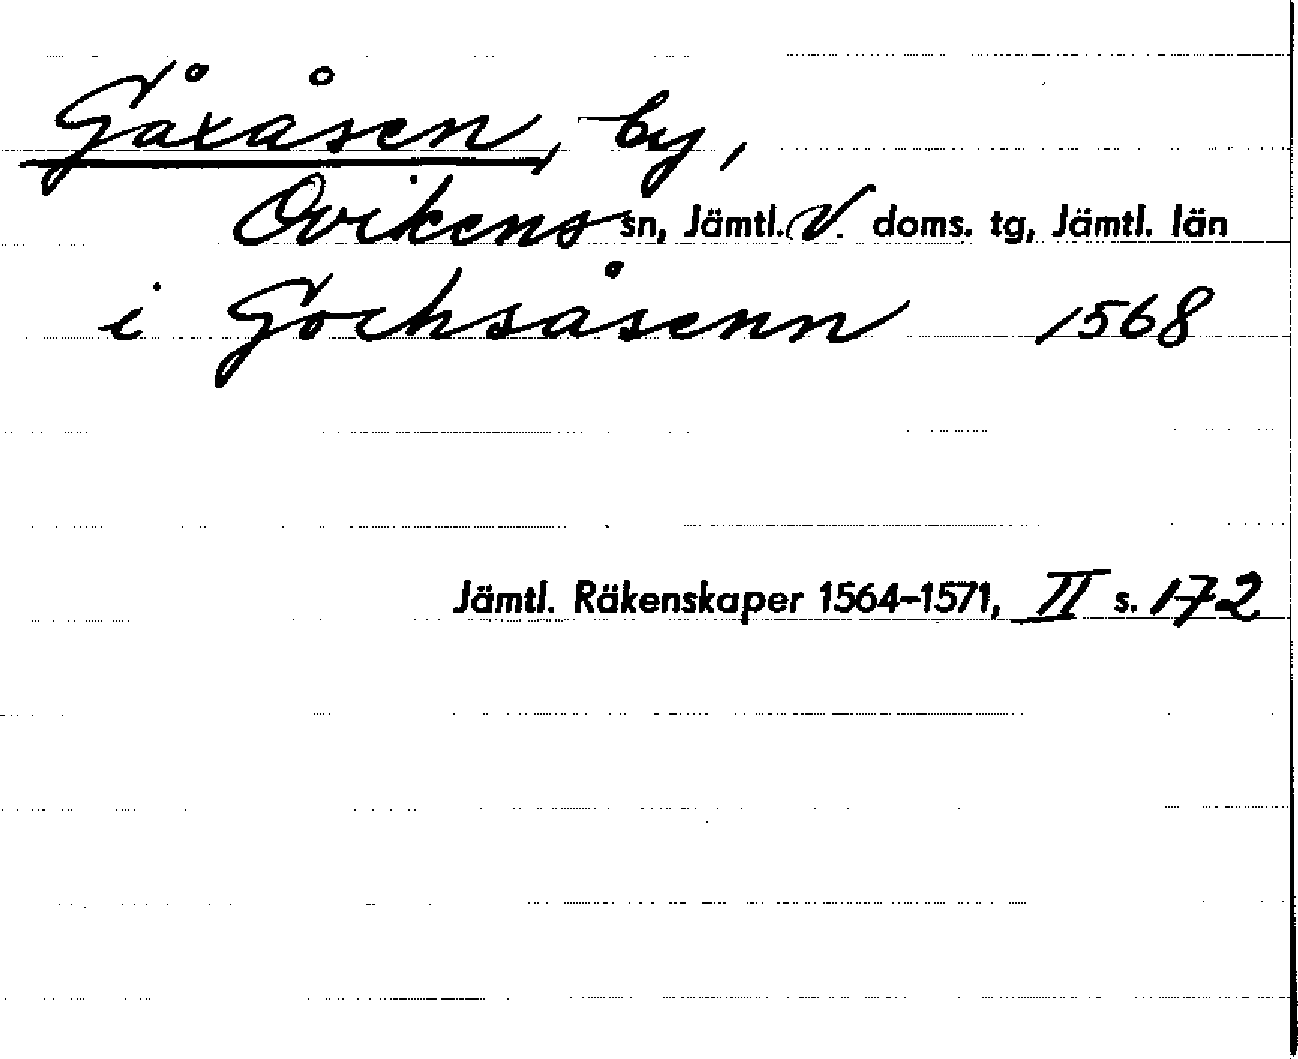 Gåxåsen, by,
Ovikens sn, Jämtl. V. doms. tg, Jämtl. län
i Gochsåsenn 1568
Jämtl. Räkenskaper 1564-1571, II s. 172